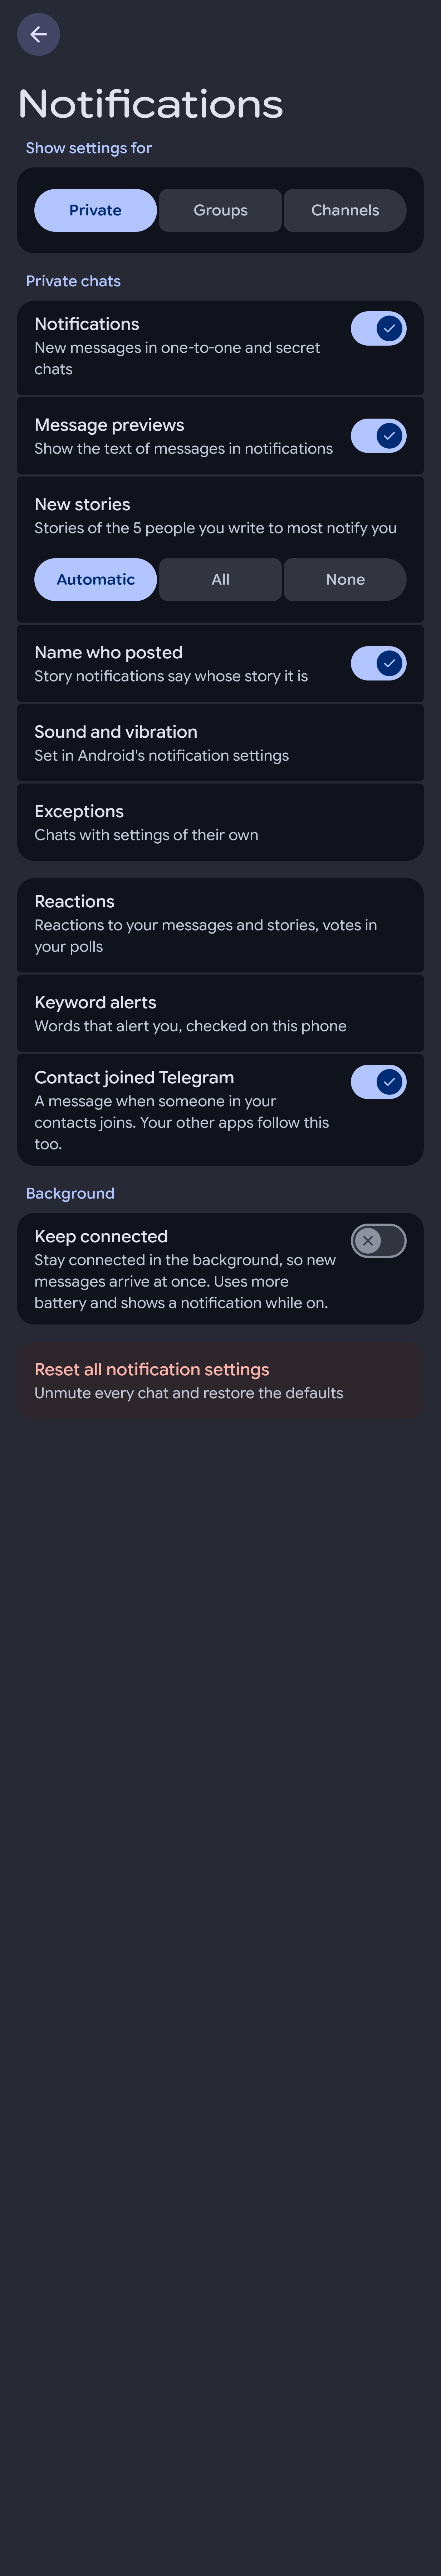 Notifications
Show settings for
Private
Groups
Channels
Private chats
Notifications
New messages in one-to-one and secret
chats
Message previews
Show the text of messages in notifications
New stories
Stories of the 5 people you write to most notify you
Automatic
All
None
Name who posted
Story notifications say whose story it is
Sound and vibration
Set in Android's notification settings
Exceptions
Chats with settings of their own
Reactions
Reactions to your messages and stories, votes in
your polls
Keyword alerts
Words that alert you, checked on this phone
Contact joined Telegram
A message when someone in your
contacts joins. Your other apps follow this
too.
Background
Keep connected
Stay connected in the background, so new
messages arrive at once. Uses more
battery and shows a notification while on.
Reset all notification settings
Unmute every chat and restore the defaults